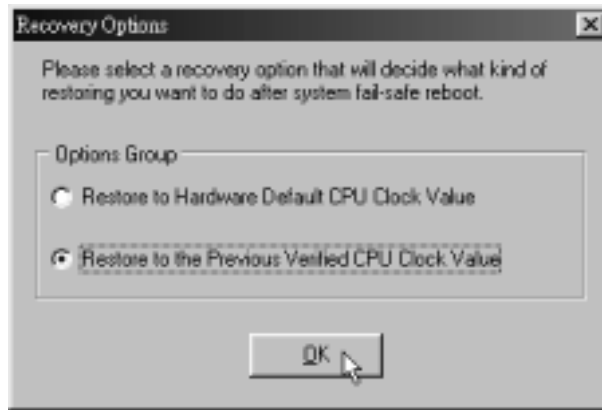 Recovery Options
Please select a recovery option that will decide what kind of
restoring you want to do after system fail-safe reboot.
Options Group
Restore to Hardware Default CPU Clock Value
Restore to the Previous Verified CPU Clock Value
OK